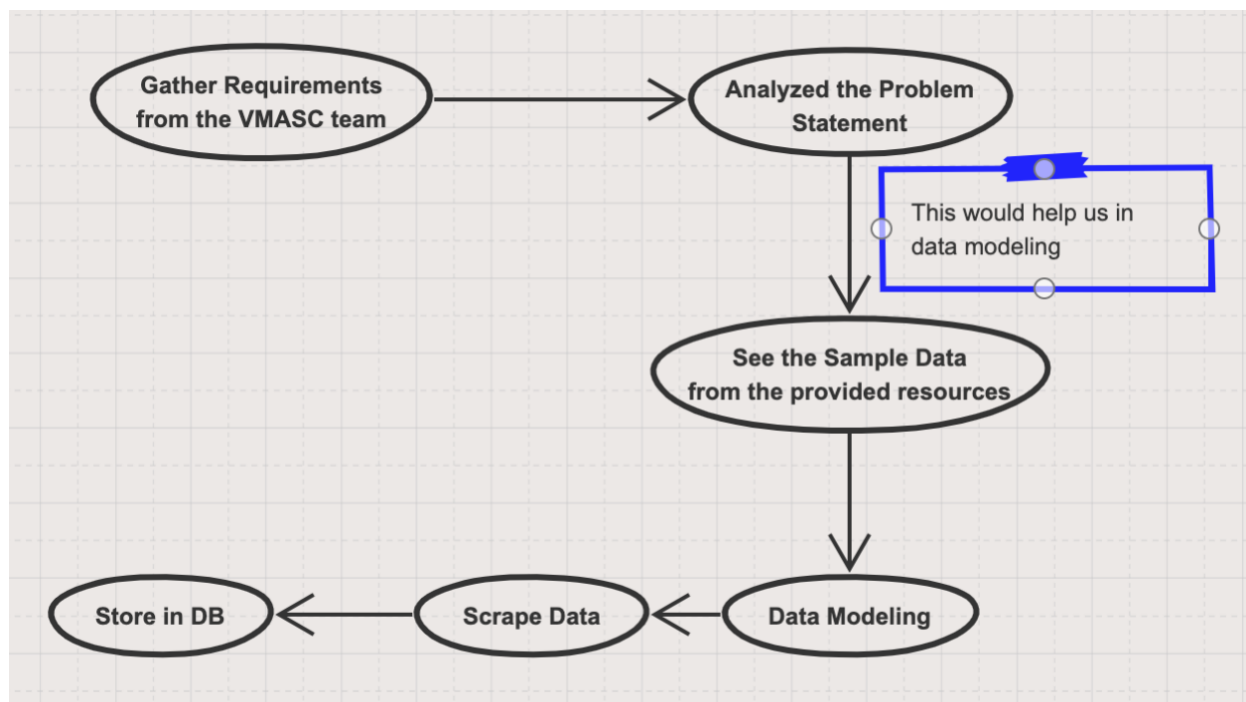 Gather Requirements
from the VMASC team
Analyzed the Problem
Statement
This would help us in
data modeling
See the Sample Data
from the provided resources
Data Modeling
Scrape Data
Store in DB